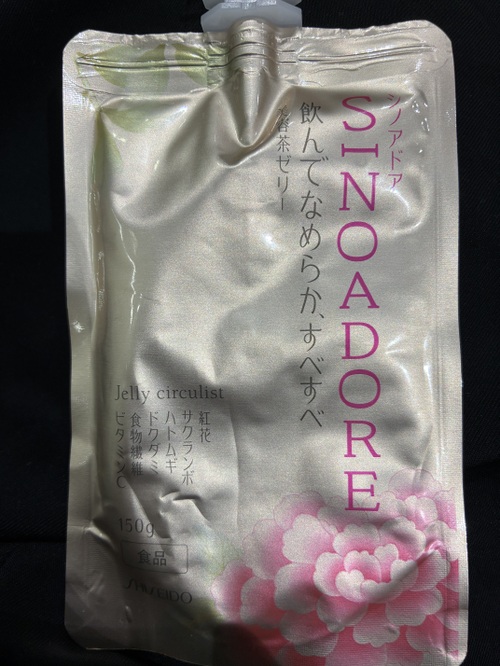 シノアドア
SINOADORE
飲んでなめらか、すべすべ
美容茶ゼリー
Jelly circulist
紅花
サクランボ
ハトムギ
ドクダミ
食物繊維
ビタミンC
150g
食品
SHISEIDO